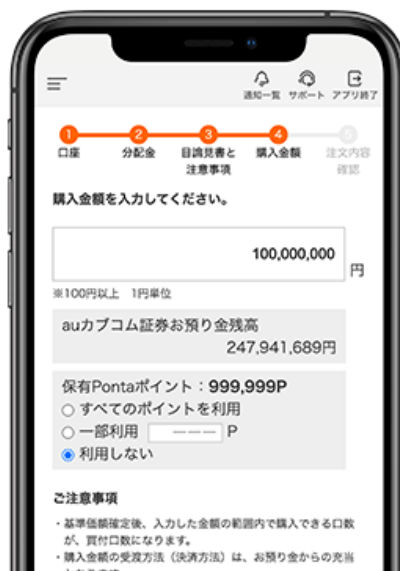 通知一覧 サポート アプリ終了
1 2 3 4 5
口座 分配金 目論見書と 購入金額 注文内容
注意事項 確認
購入金額を入力してください。
100,000,000
円
※100円以上 1円単位
auカブコム証券お預り金残高
247,941,689円
保有Pontaポイント：999,999P
すべてのポイントを利用
一部利用 ーーー P
利用しない
ご注意事項
・基準価額確定後、入力した金額の範囲内で購入できる口数
が、買付口数になります。
・購入金額の受渡方法（決済方法）は、お預り金からの充当